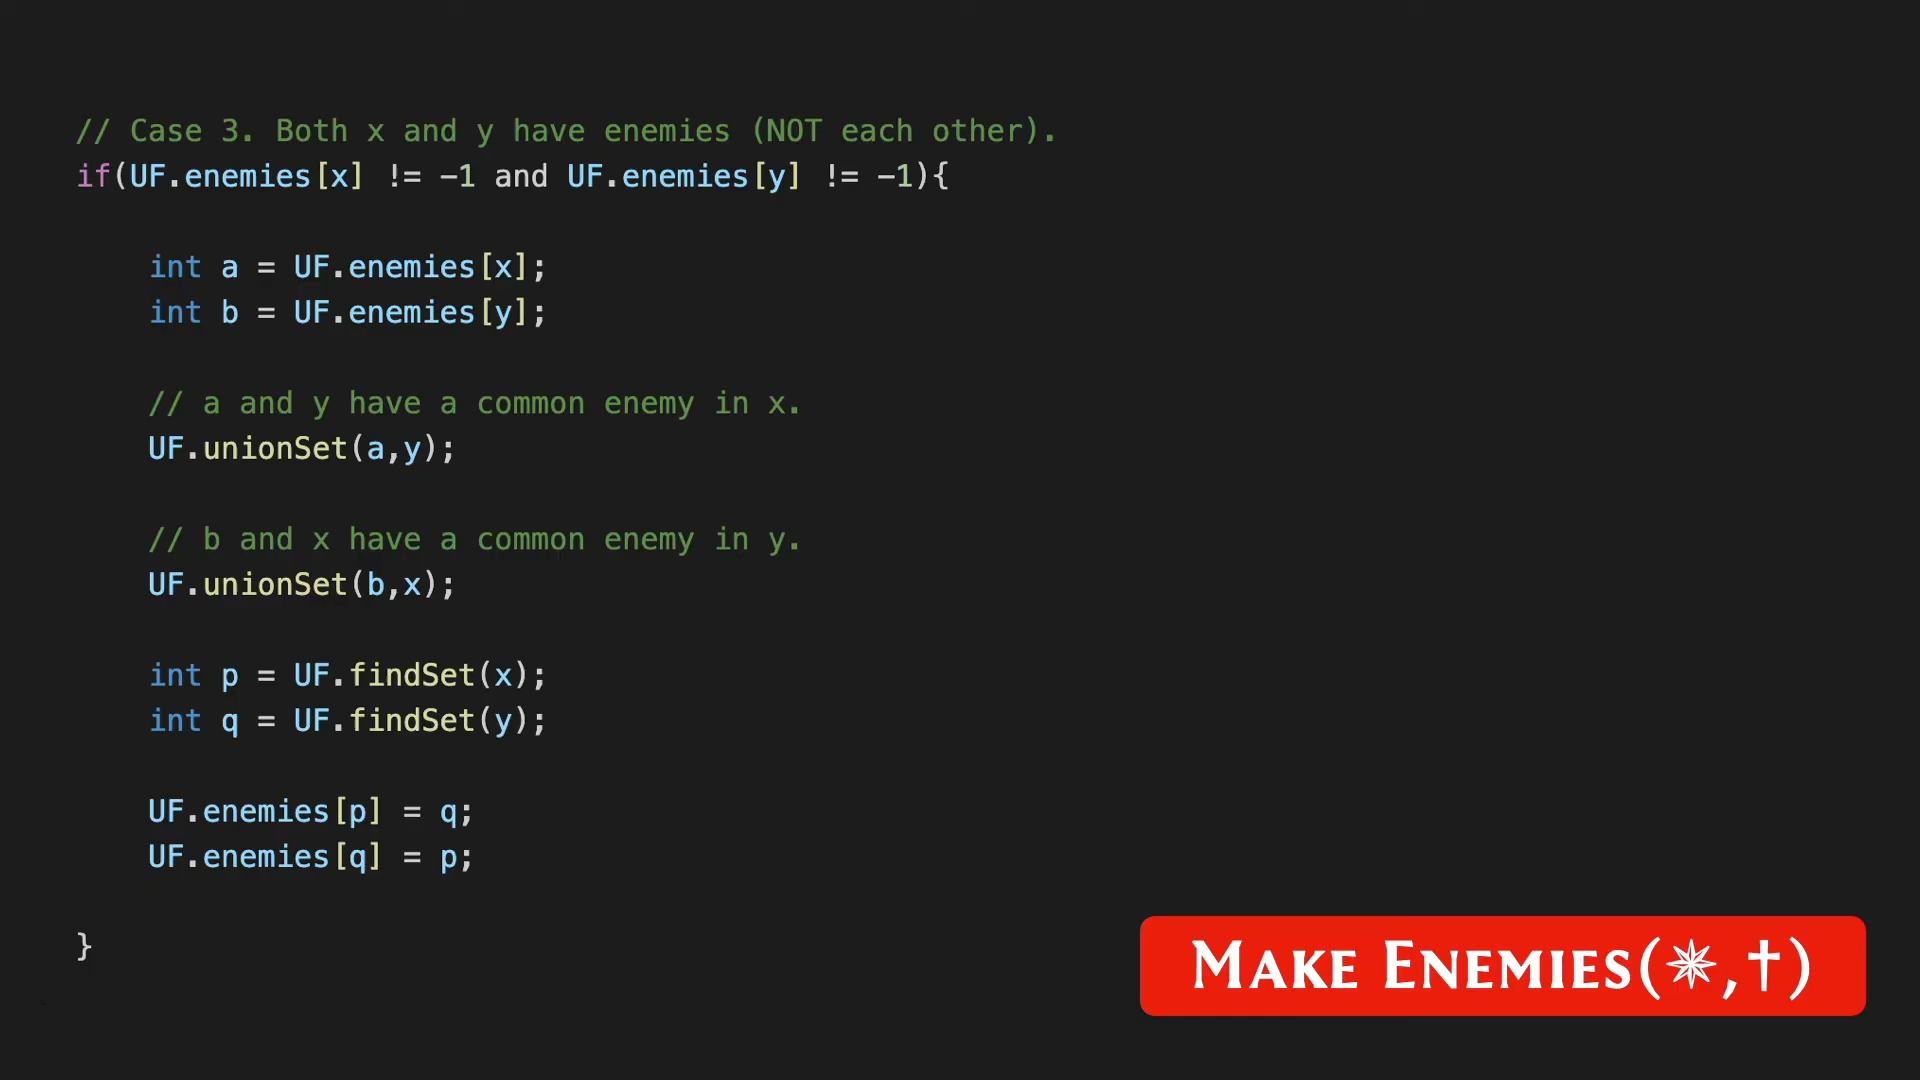 // Case 3. Both x and y have enemies (NOT each other).
if(UF.enemies[x] != -1 and UF.enemies[y] != -1){
int a = UF.enemies[x];
int b = UF.enemies[y];
// a and y have a common enemy in x.
UF.unionSet(a,y);
// b and x have a common enemy in y.
UF.unionSet(b,x);
int p = UF.findSet(x);
int q = UF.findSet(y);
UF.enemies[p] = q;
UF.enemies[q] = p;
}
Make Enemies(✷,†)